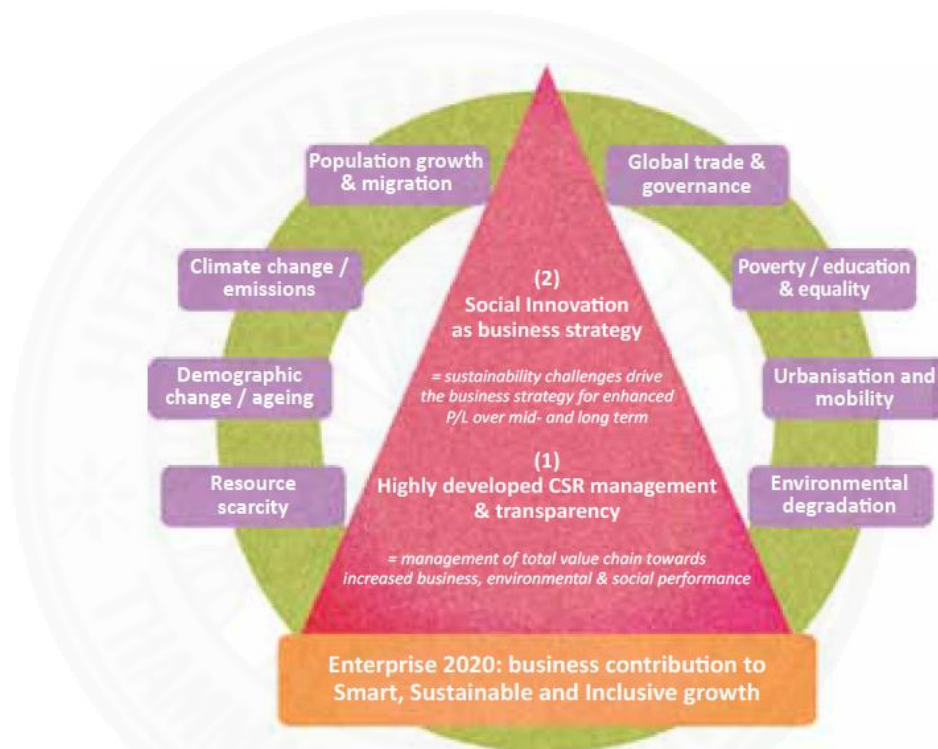 Population growth
& migration
Global trade &
governance
Climate change /
emissions
Poverty / education
& equality
(2)
Social Innovation
as business strategy
= sustainability challenges drive
the business strategy for enhanced
P/L over mid- and long term
Demographic
change / ageing
Urbanisation and
mobility
(1)
Highly developed CSR management
& transparency
Resource
scarcity
Environmental
degradation
= management of total value chain towards
increased business, environmental & social performance
Enterprise 2020: business contribution to
Smart, Sustainable and Inclusive growth